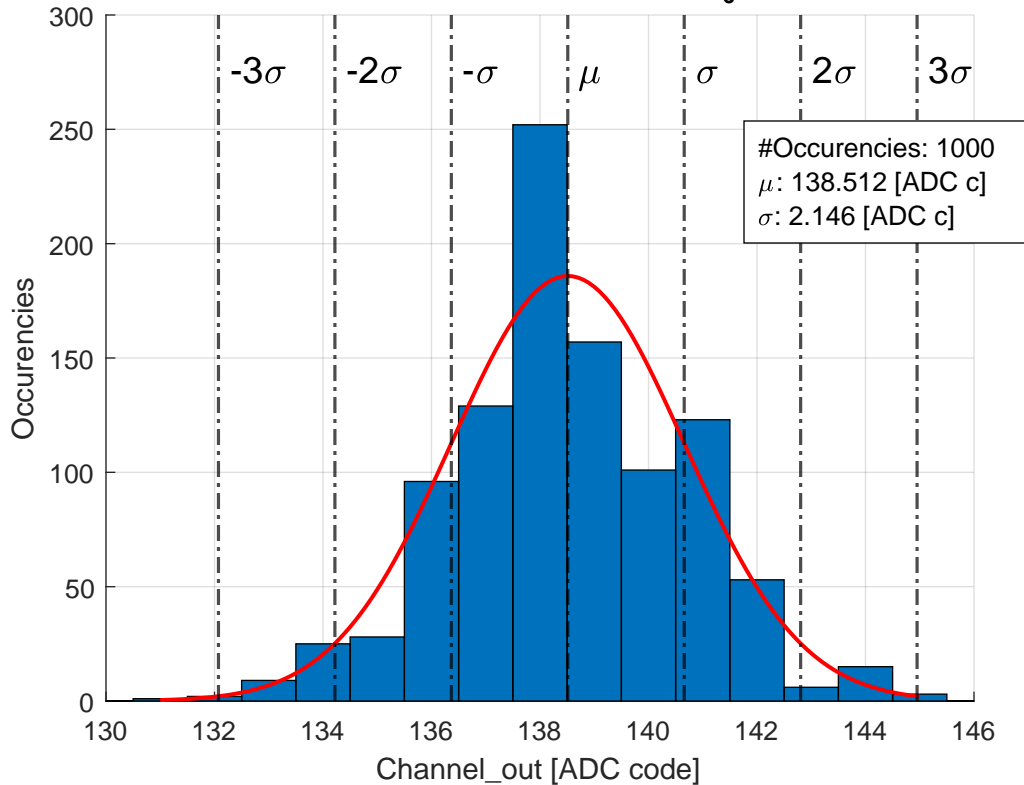 300
-3σ -2σ -σ μ σ 2σ 3σ
250
#Occurencies: 1000
μ: 138.512 [ADC c]
σ: 2.146 [ADC c]
200
Occurencies
150
100
50
0
130 132 134 136 138 140 142 144 146
Channel_out [ADC code]